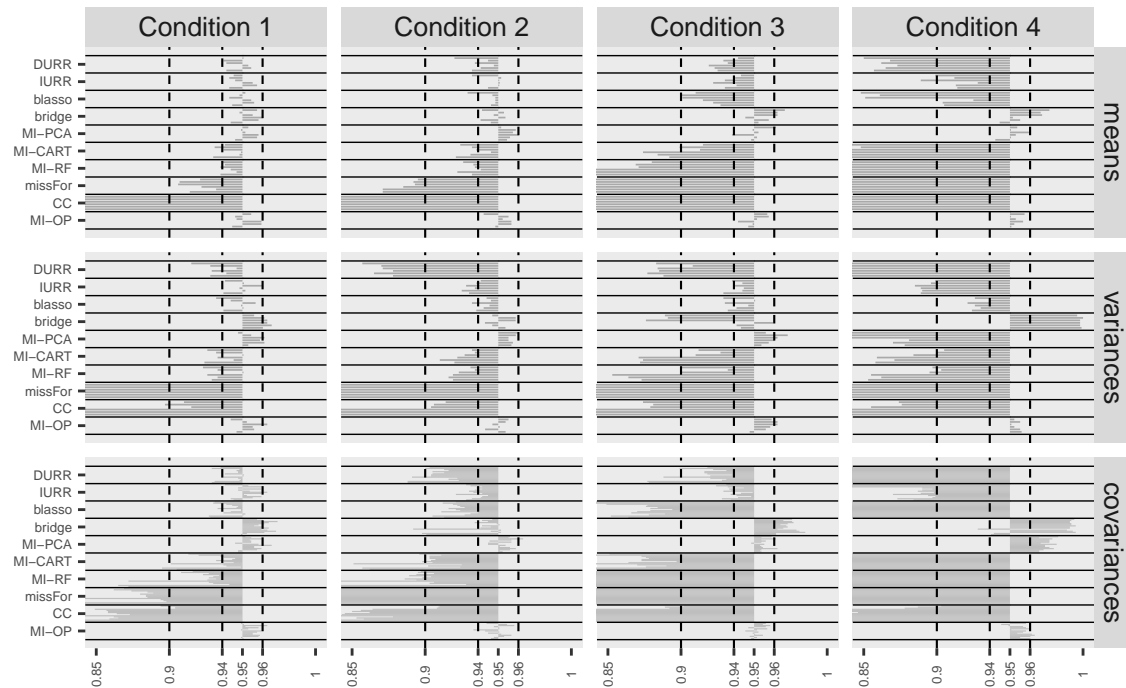 Condition 1 Condition 2 Condition 3 Condition 4
DURR
IURR
blasso
bridge
MI−PCA
MI−CART
MI−RF
missFor
CC
MI−OP
means
DURR
IURR
blasso
bridge
MI−PCA
MI−CART
MI−RF
missFor
CC
MI−OP
variances
DURR
IURR
blasso
bridge
MI−PCA
MI−CART
MI−RF
missFor
CC
MI−OP
covariances
0.85 0.9 0.94 0.95 0.96 1 0.85 0.9 0.94 0.95 0.96 1 0.85 0.9 0.94 0.95 0.96 1 0.85 0.9 0.94 0.95 0.96 1